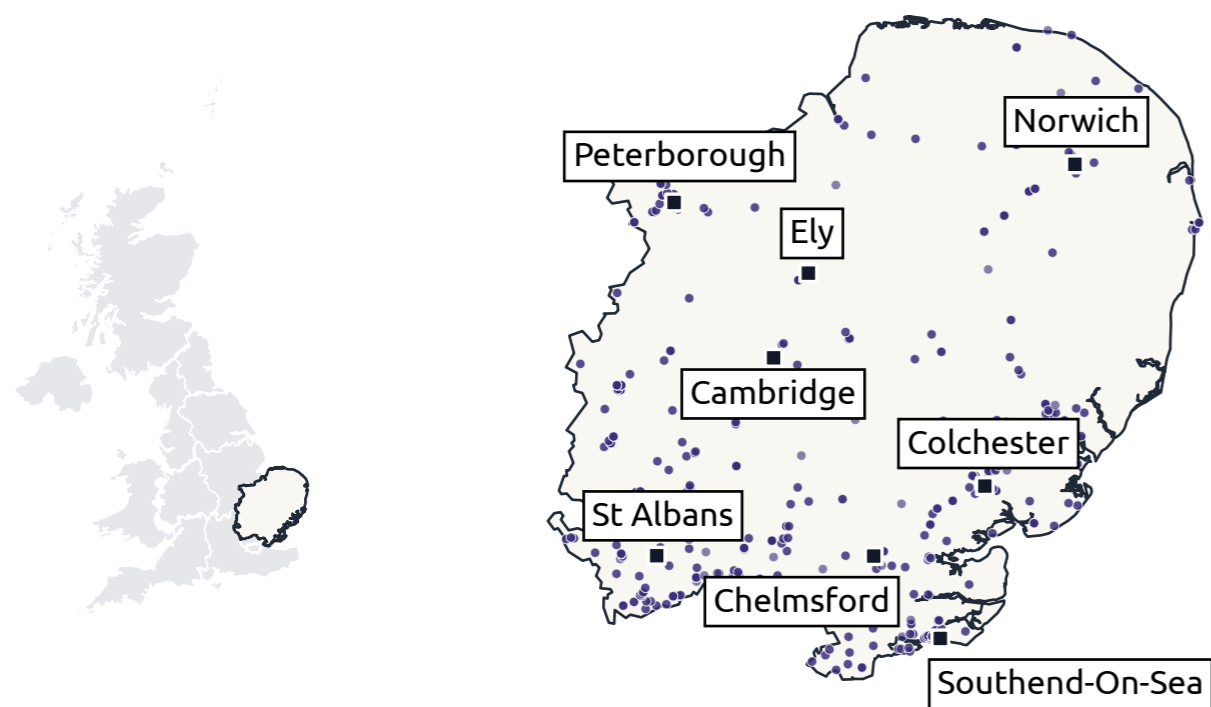 Norwich
Peterborough
Ely
Cambridge
Colchester
St Albans
Chelmsford
Southend-On-Sea